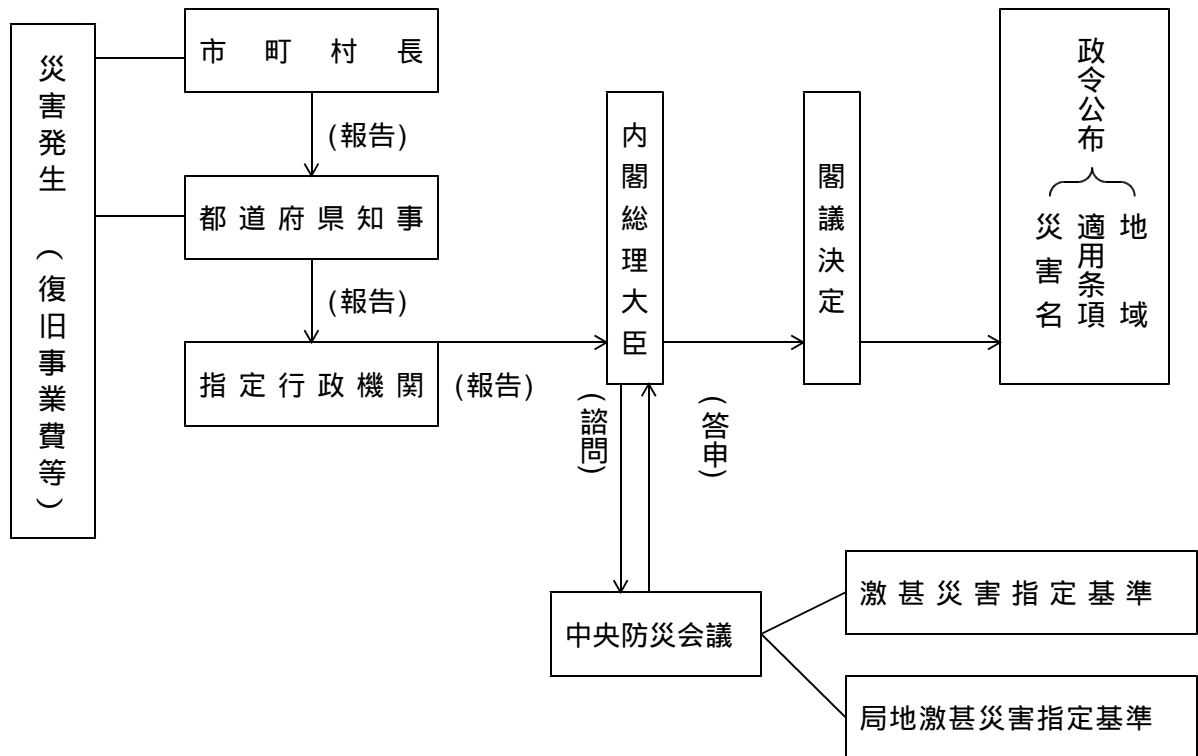 災害発生 （復旧事業費等）
市町村長
(報告)
都道府県知事
(報告)
指定行政機関
(報告)
内閣総理大臣
(諮問)
(答申)
中央防災会議
激甚災害指定基準
局地激甚災害指定基準
閣議決定
政令公布
地域
適用条項
災害名